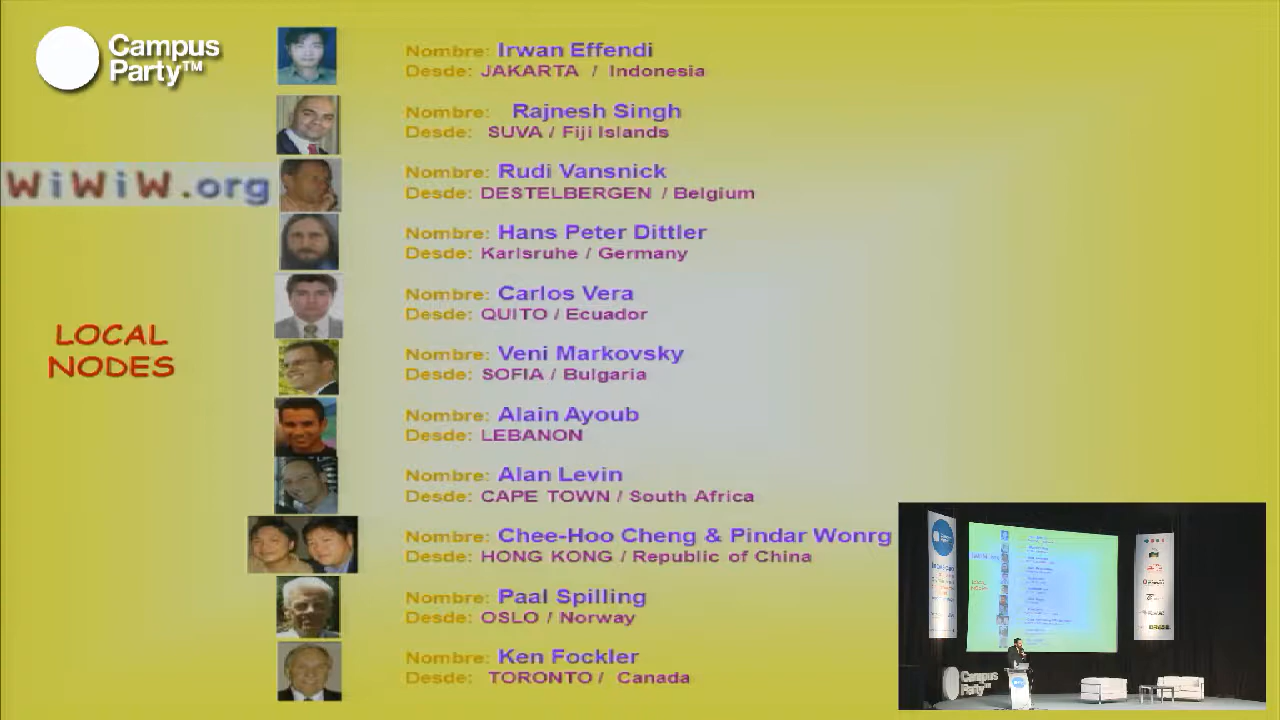 Campus
Party™
WiWiW.org
LOCAL
NODES
Nombre: Irwan Effendi
Desde: JAKARTA / Indonesia
Nombre: Rajnesh Singh
Desde: SUVA / Fiji Islands
Nombre: Rudi Vansnick
Desde: DESTELBERGEN / Belgium
Nombre: Hans Peter Dittler
Desde: Karlsruhe / Germany
Nombre: Carlos Vera
Desde: QUITO / Ecuador
Nombre: Veni Markovsky
Desde: SOFIA / Bulgaria
Nombre: Alain Ayoub
Desde: LEBANON
Nombre: Alan Levin
Desde: CAPE TOWN / South Africa
Nombre: Chee-Hoo Cheng & Pindar Wonrg
Desde: HONG KONG / Republic of China
Nombre: Paal Spilling
Desde: OSLO / Norway
Nombre: Ken Fockler
Desde: TORONTO / Canada
LOCAL
NODES
Campus
Party